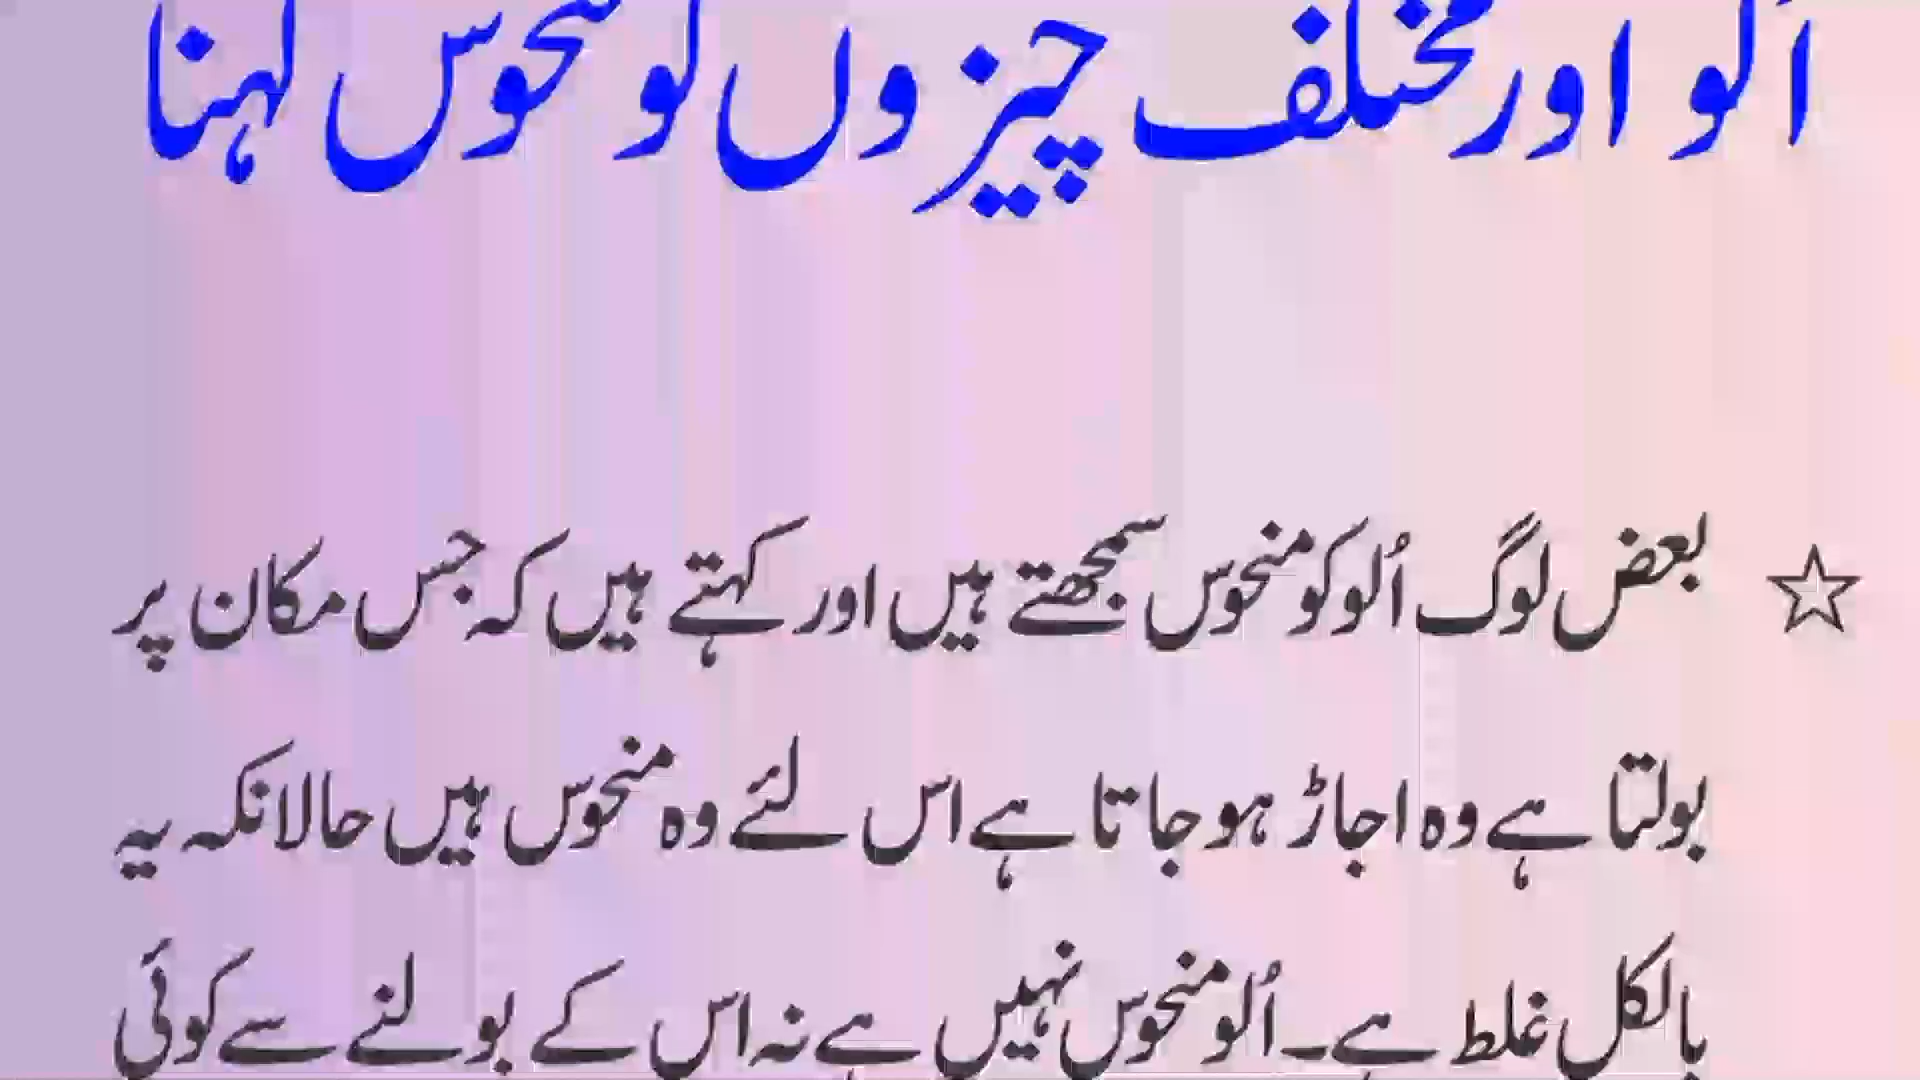 اُلو اور مختلف چیزوں کو منحوس کہنا
☆ بعض لوگ اُلو کو منحوس سمجھتے ہیں اور کہتے ہیں کہ جس مکان پر
بولتا ہے وہ اجاڑ ہو جاتا ہے اس لئے وہ منحوس ہیں حالانکہ یہ
بالکل غلط ہے۔ اُلو منحوس نہیں ہے نہ اس کے بولنے سے کوئی